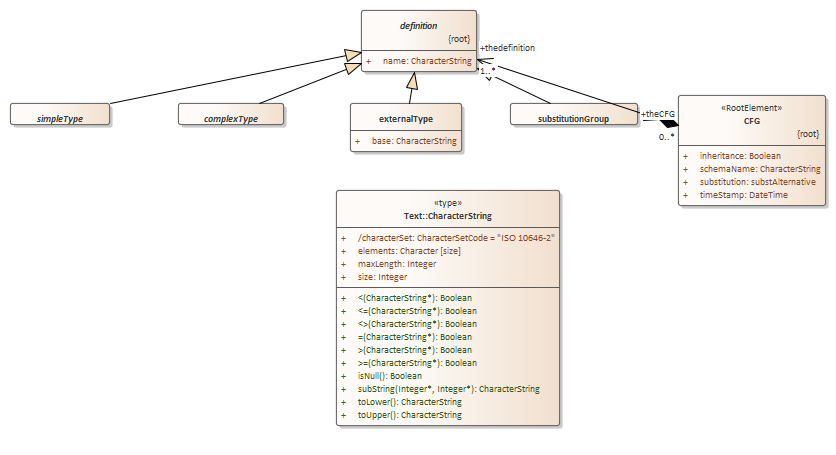 definition
{root}
+ name: CharacterString
+thedefinition
1..*
simpleType
complexType
externalType
+ base: CharacterString
substitutionGroup
+theCFG
0..*
«RootElement»
CFG
{root}
+ inheritance: Boolean
+ schemaName: CharacterString
+ substitution: substAlternative
+ timeStamp: DateTime
«type»
Text::CharacterString
+ /characterSet: CharacterSetCode = "ISO 10646-2"
+ elements: Character [size]
+ maxLength: Integer
+ size: Integer
+ <(CharacterString*): Boolean
+ <=(CharacterString*): Boolean
+ <>(CharacterString*): Boolean
+ =(CharacterString*): Boolean
+ >(CharacterString*): Boolean
+ >=(CharacterString*): Boolean
+ isNull(): Boolean
+ subString(Integer*, Integer*): CharacterString
+ toLower(): CharacterString
+ toUpper(): CharacterString